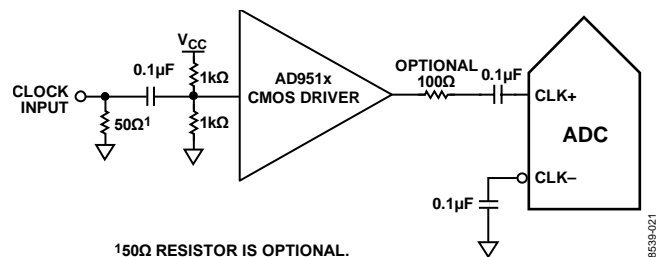 VCC
0.1µF
1kΩ
CLOCK
INPUT
50Ω1
1kΩ
AD951x
CMOS DRIVER
OPTIONAL
100Ω
0.1µF
CLK+
ADC
CLK–
0.1µF
150Ω RESISTOR IS OPTIONAL.
8539-021